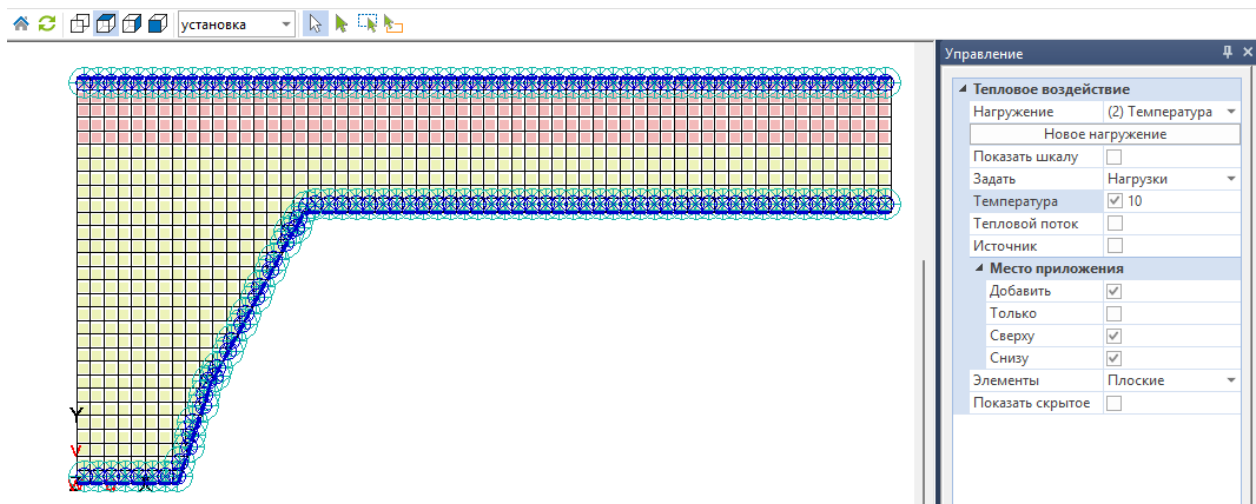 установка
Управление
Тепловое воздействие
Нагружение (2) Температура
Новое нагружение
Показать шкалу
Задать Нагрузки
Температура 10
Тепловой поток
Источник
Место приложения
Добавить
Только
Сверху
Снизу
Элементы Плоские
Показать скрытое
Y
Z
X